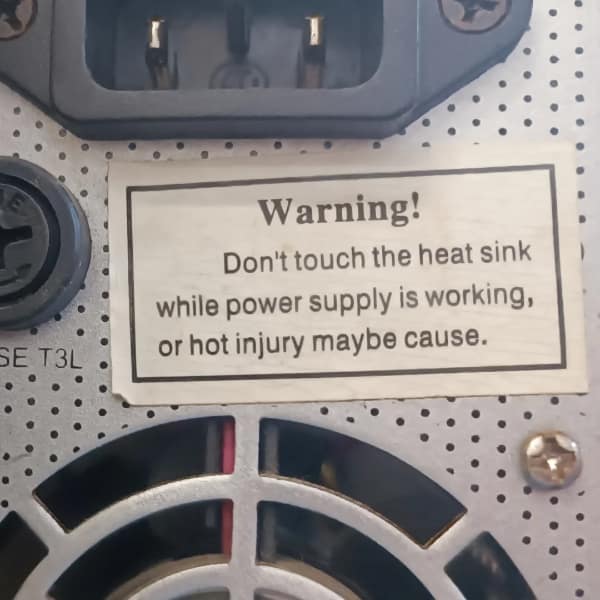 Warning!
Don't touch the heat sink
while power supply is working,
or hot injury maybe cause.
SE T3L